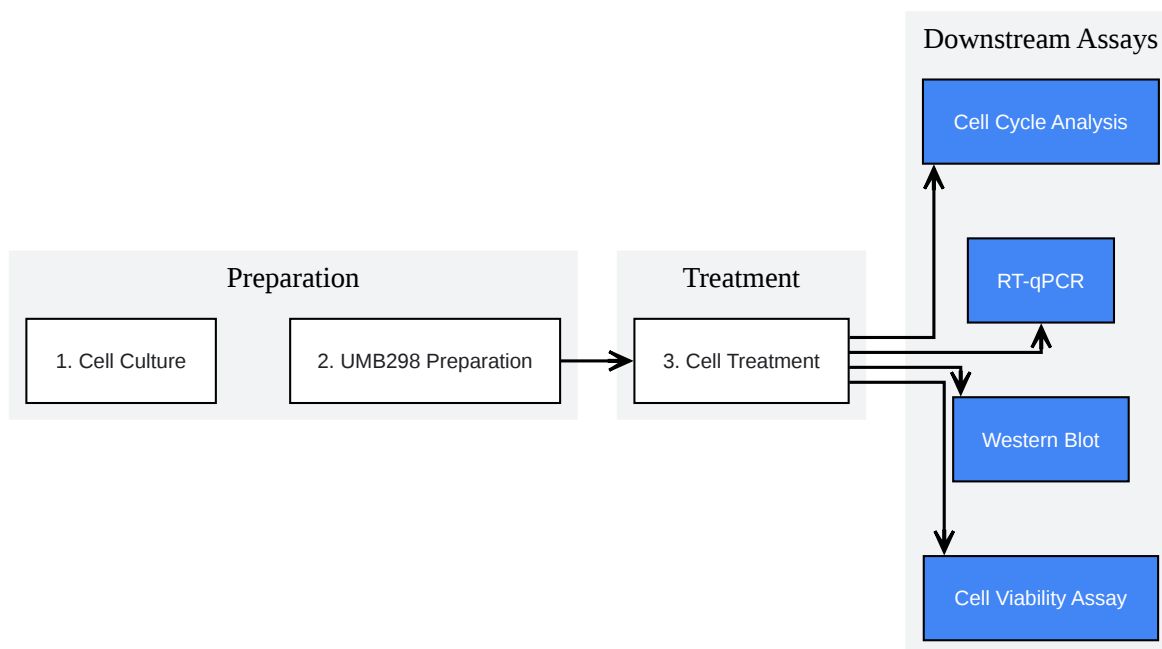 Preparation
1. Cell Culture
2. UMB298 Preparation
Treatment
3. Cell Treatment
Downstream Assays
Cell Cycle Analysis
RT-qPCR
Western Blot
Cell Viability Assay